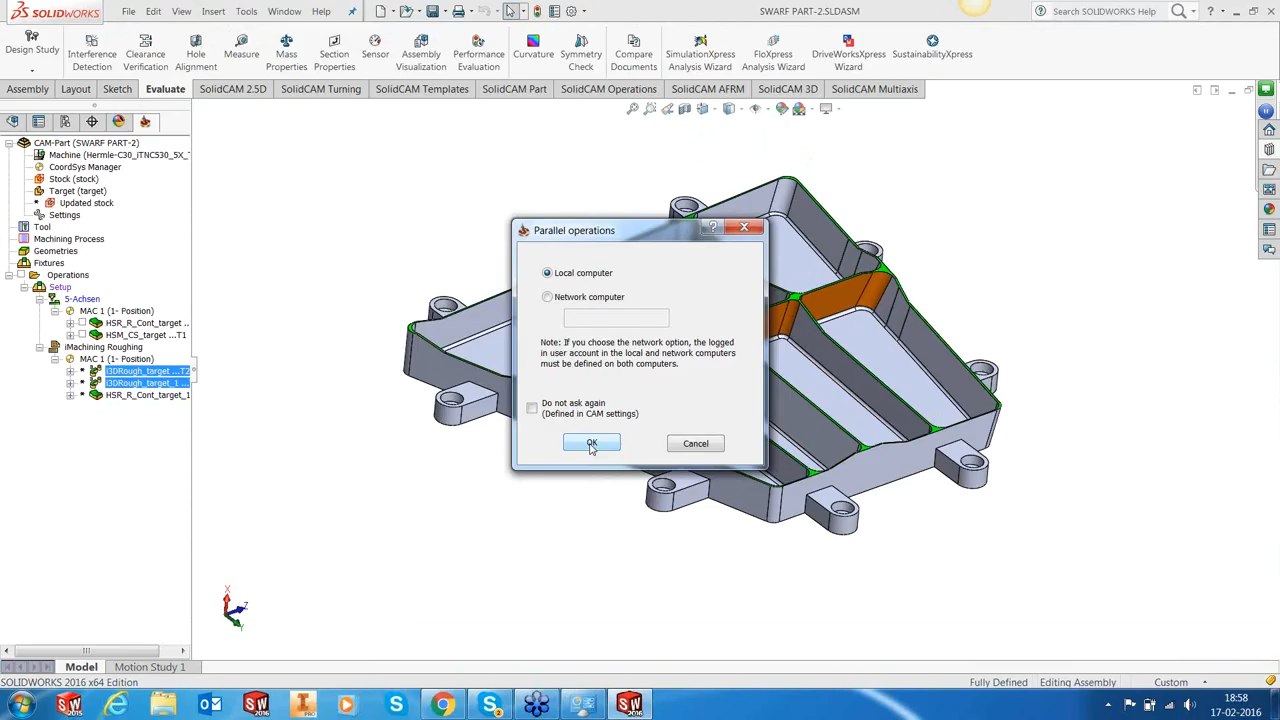 SOLIDWORKS File Edit View Insert Tools Window Help SWARF PART-2.SLDASM Search SOLIDWORKS Help
Design Study
Interference Detection
Clearance Verification
Hole Alignment
Measure
Mass Properties
Section Properties
Sensor
Assembly Visualization
Performance Evaluation
Curvature
Symmetry Check
Compare Documents
SimulationXpress Analysis Wizard
FloXpress Analysis Wizard
DriveWorksXpress Wizard
SustainabilityXpress
Assembly Layout Sketch Evaluate SolidCAM 2.5D SolidCAM Turning SolidCAM Templates SolidCAM Part SolidCAM Operations SolidCAM AFRM SolidCAM 3D SolidCAM Multiaxis
CAM-Part (SWARF PART-2)
Machine (Hermle-C30_iTNC530_5X_
CoordSys Manager
Stock (stock)
Target (target)
* Updated stock
Settings
Tool
Machining Process
Geometries
Fixtures
Operations
Setup
5-Achsen
MAC 1 (1- Position)
HSR_R_Cont_target ..
HSM_CS_target ...T1
iMachining Roughing
MAC 1 (1- Position)
* i3DRough_target ...T2
* i3DRough_target_1 ...
* HSR_R_Cont_target_1
Parallel operations
Local computer
Network computer
Note: If you choose the network option, the logged
in user account in the local and network computers
must be defined on both computers.
Do not ask again
(Defined in CAM settings)
OK Cancel
X
Z
Y
Model Motion Study 1
SOLIDWORKS 2016 x64 Edition Fully Defined Editing Assembly Custom
18:58
17-02-2016